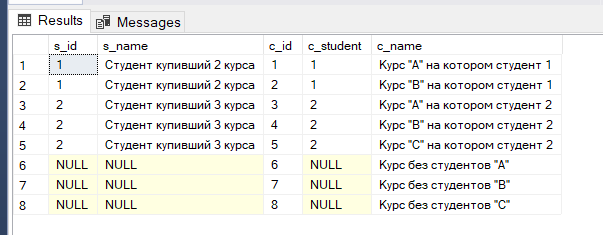 Results Messages
s_id s_name c_id c_student c_name
1 1 Студент купивший 2 курса 1 1 Курс "A" на котором студент 1
2 1 Студент купивший 2 курса 2 1 Курс "B" на котором студент 1
3 2 Студент купивший 3 курса 3 2 Курс "A" на котором студент 2
4 2 Студент купивший 3 курса 4 2 Курс "B" на котором студент 2
5 2 Студент купивший 3 курса 5 2 Курс "C" на котором студент 2
6 NULL NULL 6 NULL Курс без студентов "A"
7 NULL NULL 7 NULL Курс без студентов "B"
8 NULL NULL 8 NULL Курс без студентов "C"